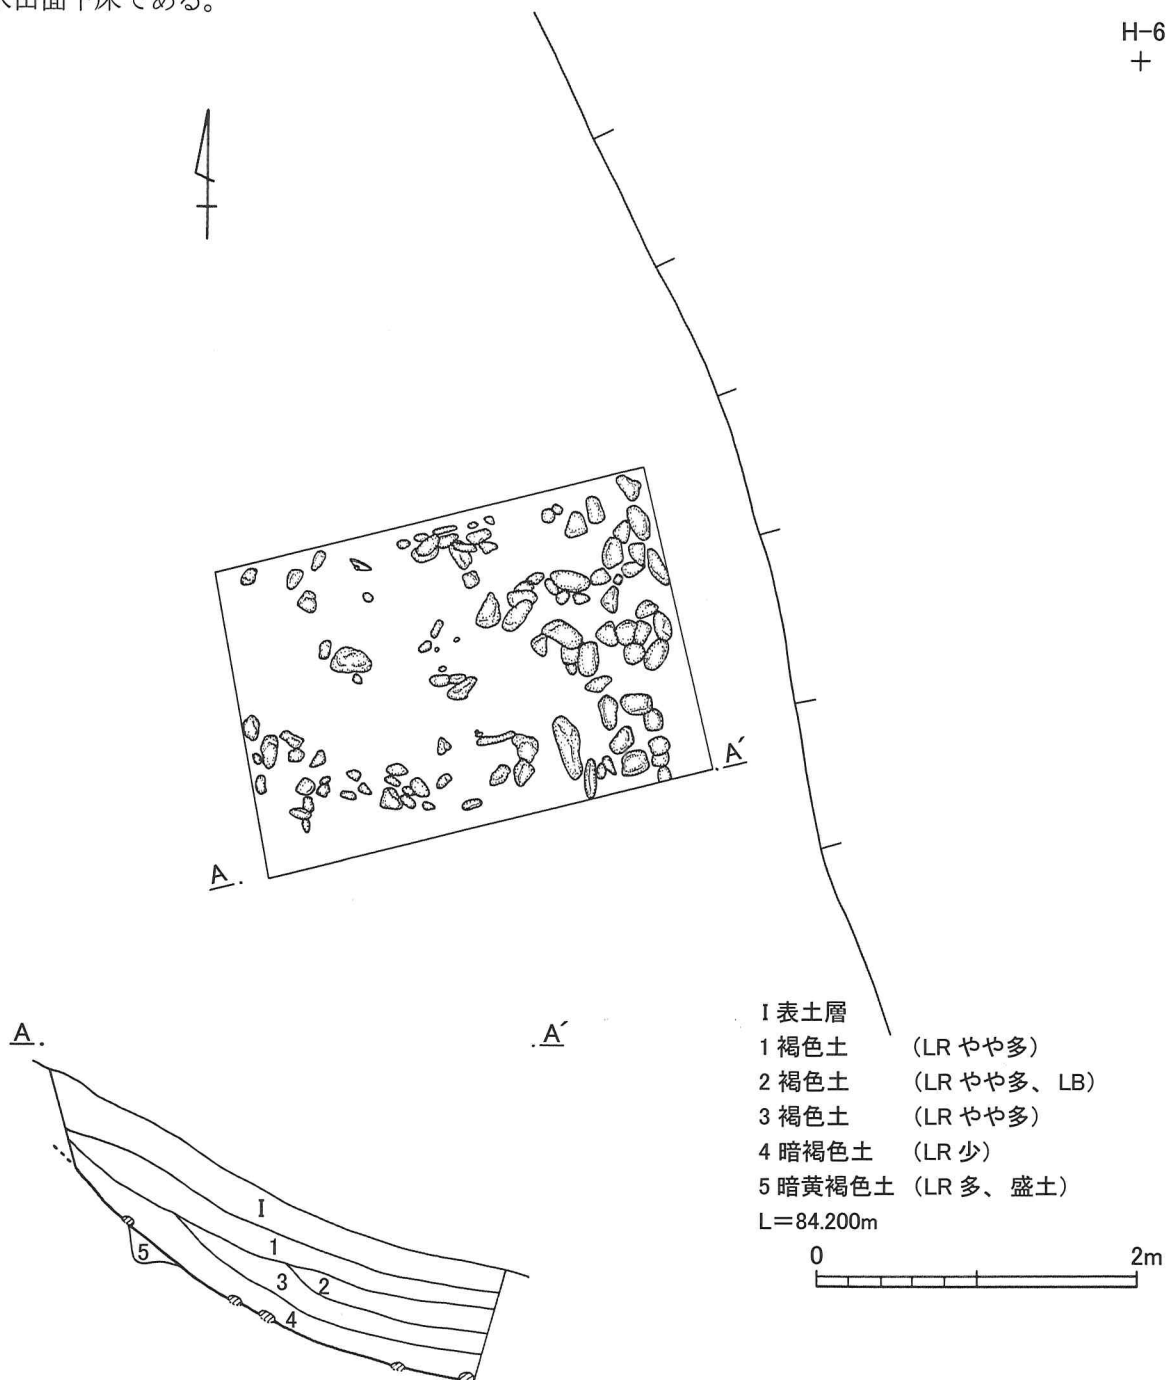 面下床である。
H-6
A
A´
A
A´
I
1
2
3
4
5
I 表土層
1 褐色土 (LR やや多)
2 褐色土 (LR やや多、LB)
3 褐色土 (LR やや多)
4 暗褐色土 (LR 少)
5 暗黄褐色土 (LR 多、盛土)
L=84.200m
0 2m